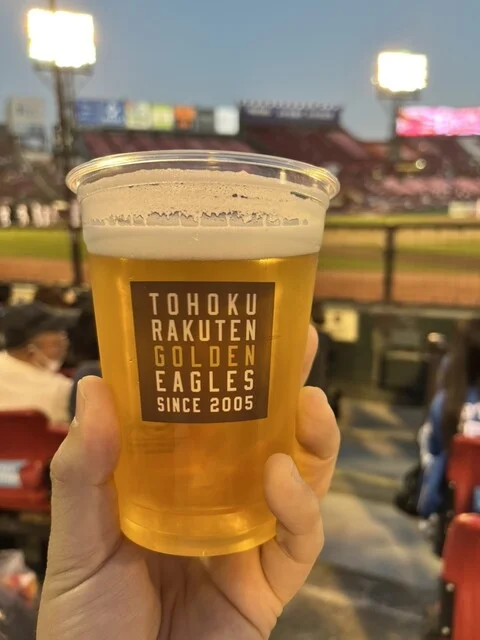 TOHOKU
RAKUTEN
GOLDEN
EAGLES
SINCE 2005